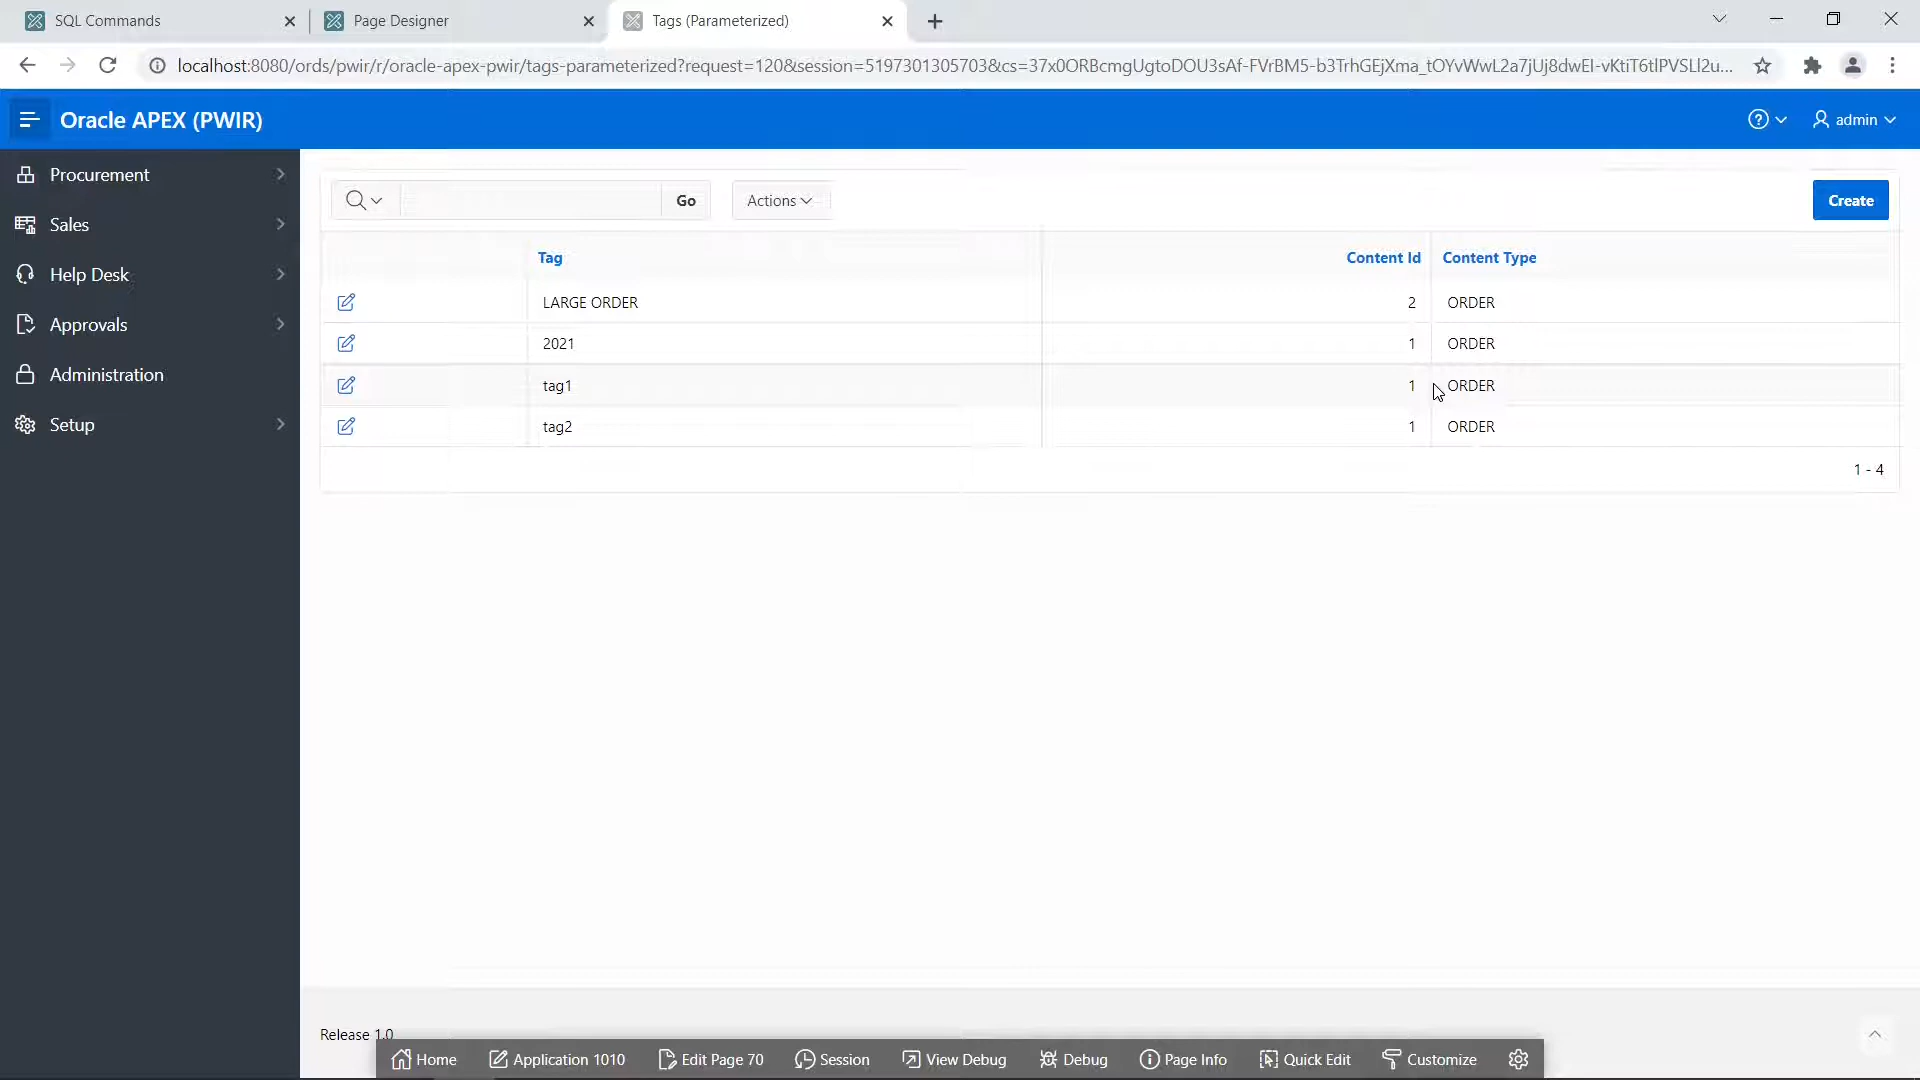 SQL Commands
Page Designer
Tags (Parameterized)
localhost:8080/ords/pwir/r/oracle-apex-pwir/tags-parameterized?request=120&session=5197301305703&cs=37x0ORBcmgUgtoDOU3sAf-FVrBM5-b3TrhGEjXma_tOYvWwL2a7jUj8dwEI-vKtiT6tlPVSLl2u...
Oracle APEX (PWIR)
admin
Procurement
Sales
Help Desk
Approvals
Administration
Setup
Go
Actions
Create
Tag Content Id Content Type
LARGE ORDER 2 ORDER
2021 1 ORDER
tag1 1 ORDER
tag2 1 ORDER
1 - 4
Release 1.0
Home Application 1010 Edit Page 70 Session View Debug Debug Page Info Quick Edit Customize